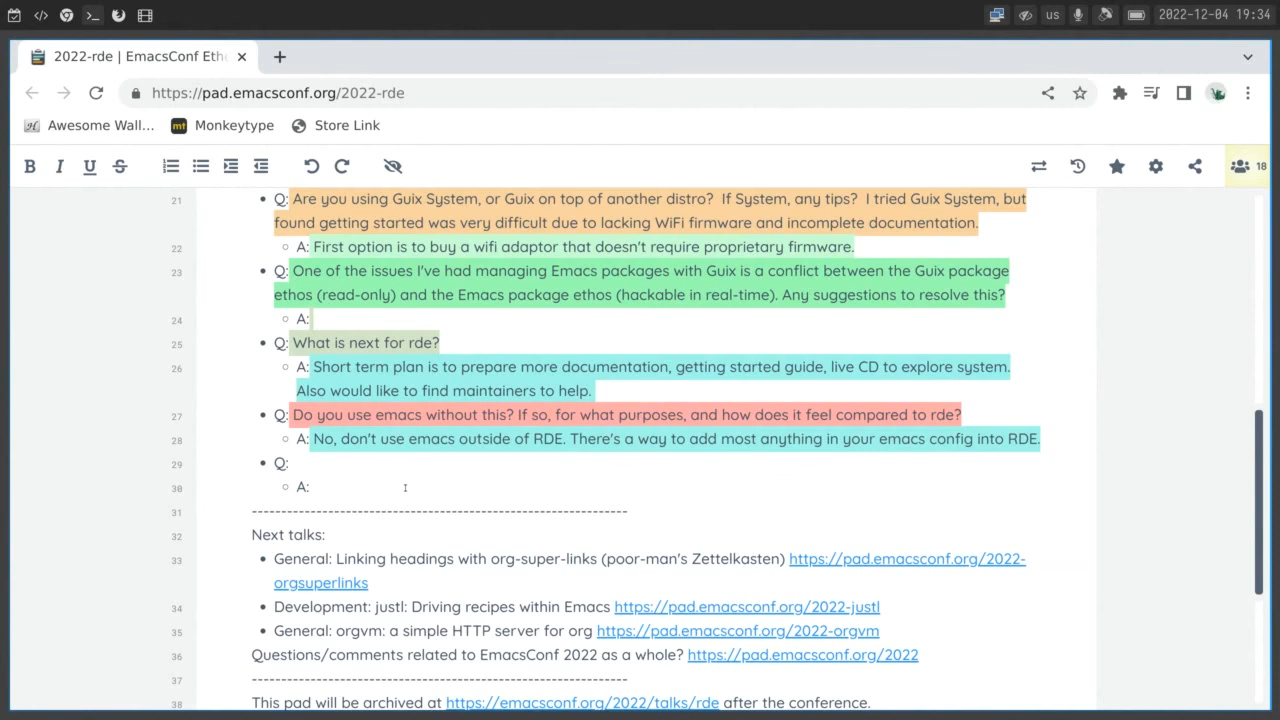 us 2022-12-04 19:34
2022-rde | EmacsConf Ethe
https://pad.emacsconf.org/2022-rde
Awesome Wall... Monkeytype Store Link
B I U S 18
21 Q: Are you using Guix System, or Guix on top of another distro?  If System, any tips?  I tried Guix System, but
found getting started was very difficult due to lacking WiFi firmware and incomplete documentation.
22 A: First option is to buy a wifi adaptor that doesn't require proprietary firmware.
23 Q: One of the issues I've had managing Emacs packages with Guix is a conflict between the Guix package
ethos (read-only) and the Emacs package ethos (hackable in real-time). Any suggestions to resolve this?
24 A:
25 Q: What is next for rde?
26 A: Short term plan is to prepare more documentation, getting started guide, live CD to explore system.
Also would like to find maintainers to help.
27 Q: Do you use emacs without this? If so, for what purposes, and how does it feel compared to rde?
28 A: No, don't use emacs outside of RDE. There's a way to add most anything in your emacs config into RDE.
29 Q:
30 A:
31 ----------------------------------------------------------------
32 Next talks:
33 General: Linking headings with org-super-links (poor-man's Zettelkasten) https://pad.emacsconf.org/2022-
orgsuperlinks
34 Development: justl: Driving recipes within Emacs https://pad.emacsconf.org/2022-justl
35 General: orgvm: a simple HTTP server for org https://pad.emacsconf.org/2022-orgvm
36 Questions/comments related to EmacsConf 2022 as a whole? https://pad.emacsconf.org/2022
37 ----------------------------------------------------------------
38 This pad will be archived at https://emacsconf.org/2022/talks/rde after the conference.